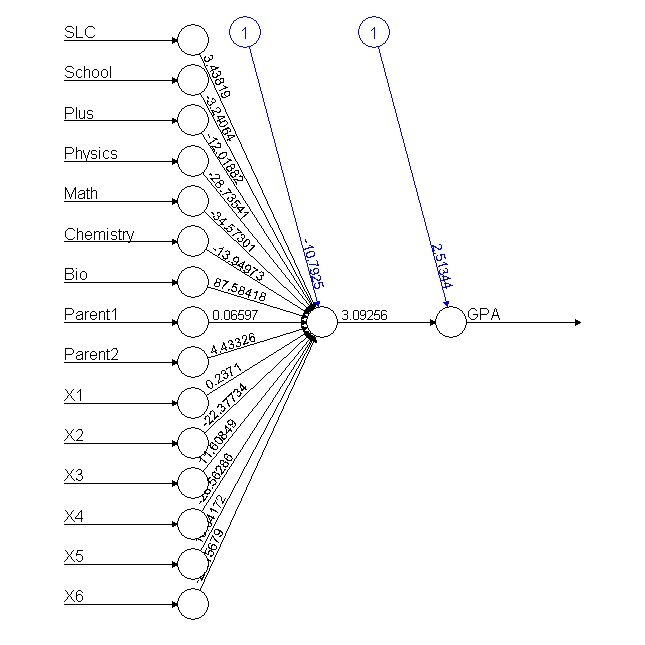 SLC
1
1
School
3.43819
Plus
-3.24064
Physics
-12.01882
Math
-28.73541
-34.57301
Chemistry
-13.94973
-10.7925
2.51344
Bio
87.58418
Parent1
0.06597
3.09256
GPA
Parent2
4.43326
X1
0.2371
X2
-22.37734
X3
X4
X5
X6